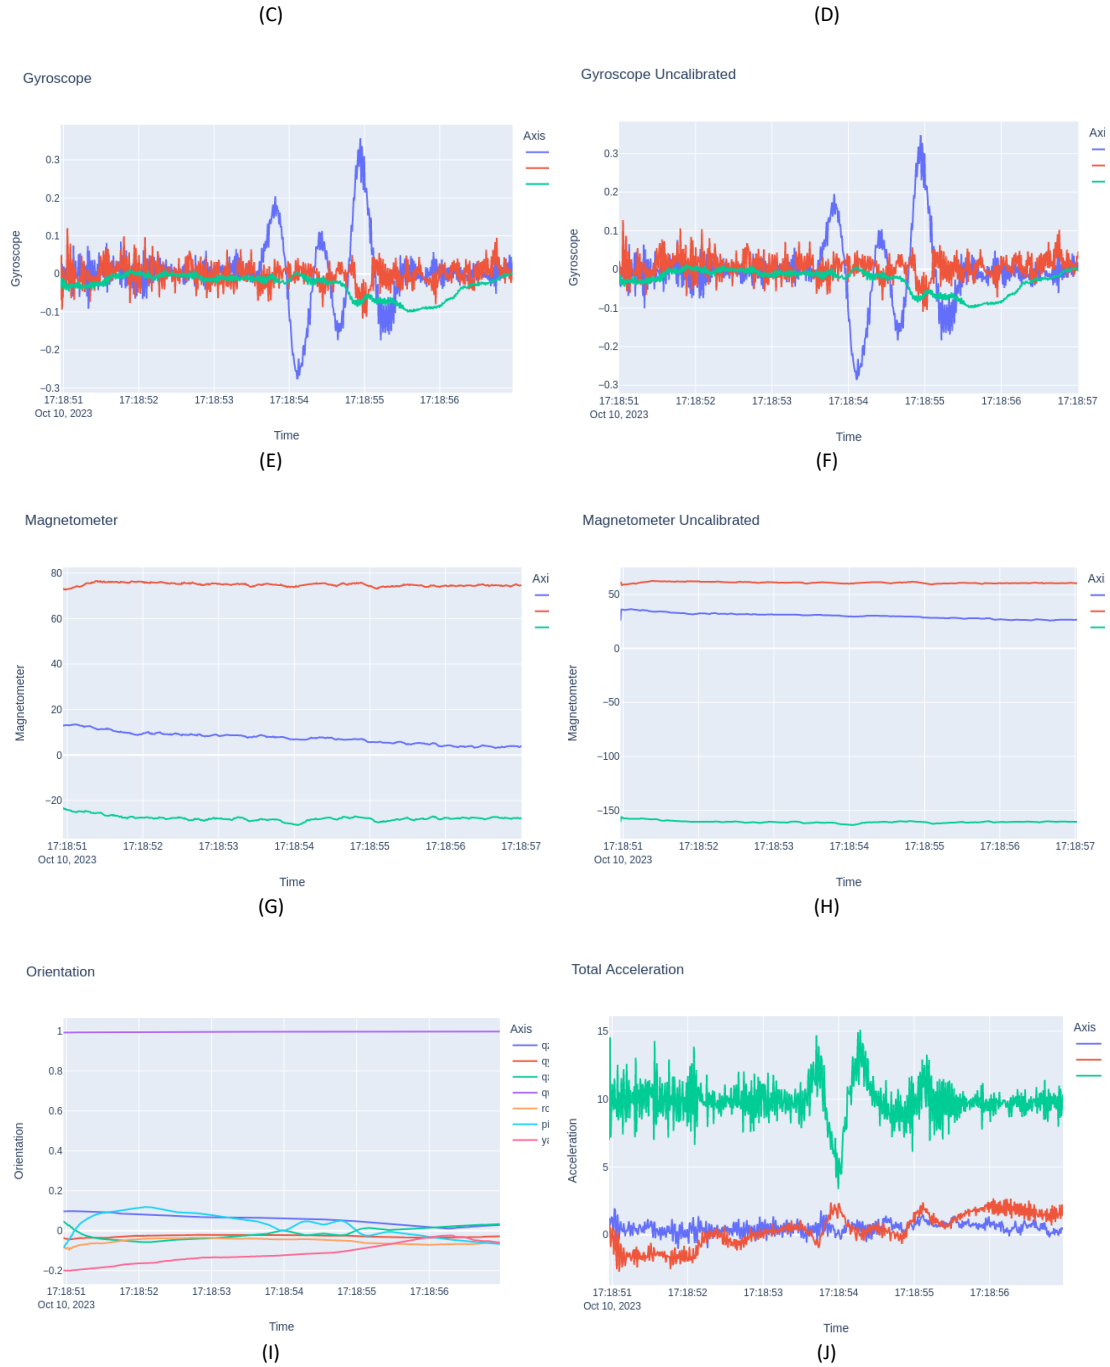 (C)
(D)
Gyroscope
Gyroscope Uncalibrated
Axis
0.3
0.2
0.1
0
−0.1
−0.2
−0.3
Gyroscope
17:18:51
17:18:52
17:18:53
17:18:54
17:18:55
17:18:56
Oct 10, 2023
Time
Axi
0.3
0.2
0.1
0
−0.1
−0.2
−0.3
Gyroscope
17:18:51
17:18:52
17:18:53
17:18:54
17:18:55
17:18:56
17:18:57
Oct 10, 2023
Time
(E)
(F)
Magnetometer
Magnetometer Uncalibrated
Axi
80
60
40
20
0
−20
Magnetometer
17:18:51
17:18:52
17:18:53
17:18:54
17:18:55
17:18:56
17:18:57
Oct 10, 2023
Time
Axi
50
0
−50
−100
−150
Magnetometer
17:18:51
17:18:52
17:18:53
17:18:54
17:18:55
17:18:56
17:18:57
Oct 10, 2023
Time
(G)
(H)
Orientation
Total Acceleration
Axis
ro
pi
1
0.8
0.6
0.4
0.2
0
−0.2
Orientation
17:18:51
17:18:52
17:18:53
17:18:54
17:18:55
17:18:56
Oct 10, 2023
Time
Axis
15
10
5
0
Acceleration
17:18:51
17:18:52
17:18:53
17:18:54
17:18:55
17:18:56
Oct 10, 2023
Time
(I)
(J)